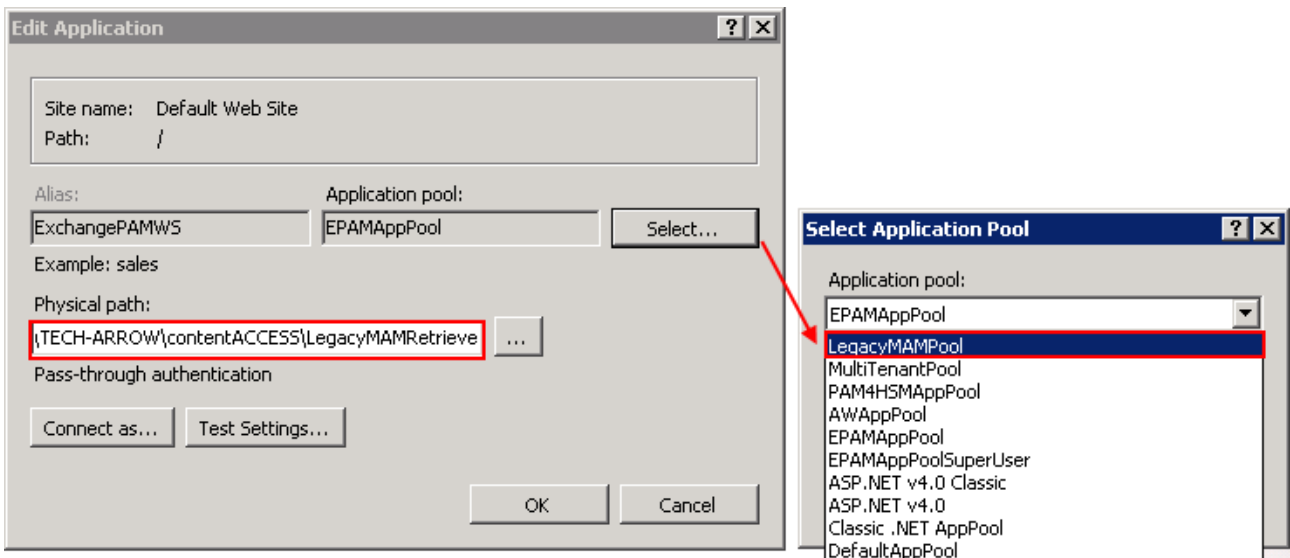 Edit Application
Site name: Default Web Site
Path: /
Alias:
Application pool:
ExchangePAMWS
EPAMAppPool
Select...
Example: sales
Physical path:
\TECH-ARROW\contentACCESS\LegacyMAMRetrieve
...
Pass-through authentication
Connect as...
Test Settings...
OK
Cancel
Select Application Pool
Application pool:
EPAMAppPool
LegacyMAMPool
MultiTenantPool
PAM4HSMAppPool
AWAppPool
EPAMAppPool
EPAMAppPoolSuperUser
ASP.NET v4.0 Classic
ASP.NET v4.0
Classic .NET AppPool
DefaultAppPool